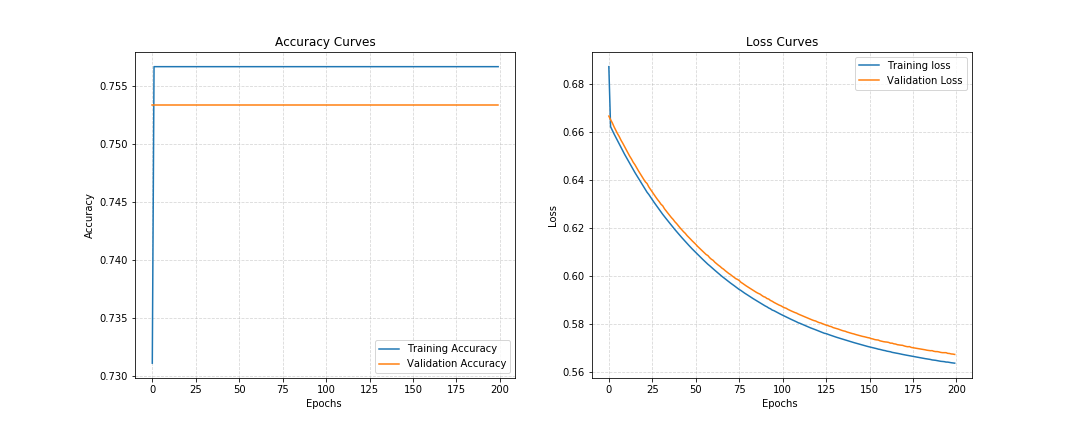 Accuracy Curves
Accuracy
0.755
0.750
0.745
0.740
0.735
0.730
Training Accuracy
Validation Accuracy
0 25 50 75 100 125 150 175 200
Epochs
Loss Curves
Loss
0.68
0.66
0.64
0.62
0.60
0.58
0.56
Training loss
Validation Loss
0 25 50 75 100 125 150 175 200
Epochs